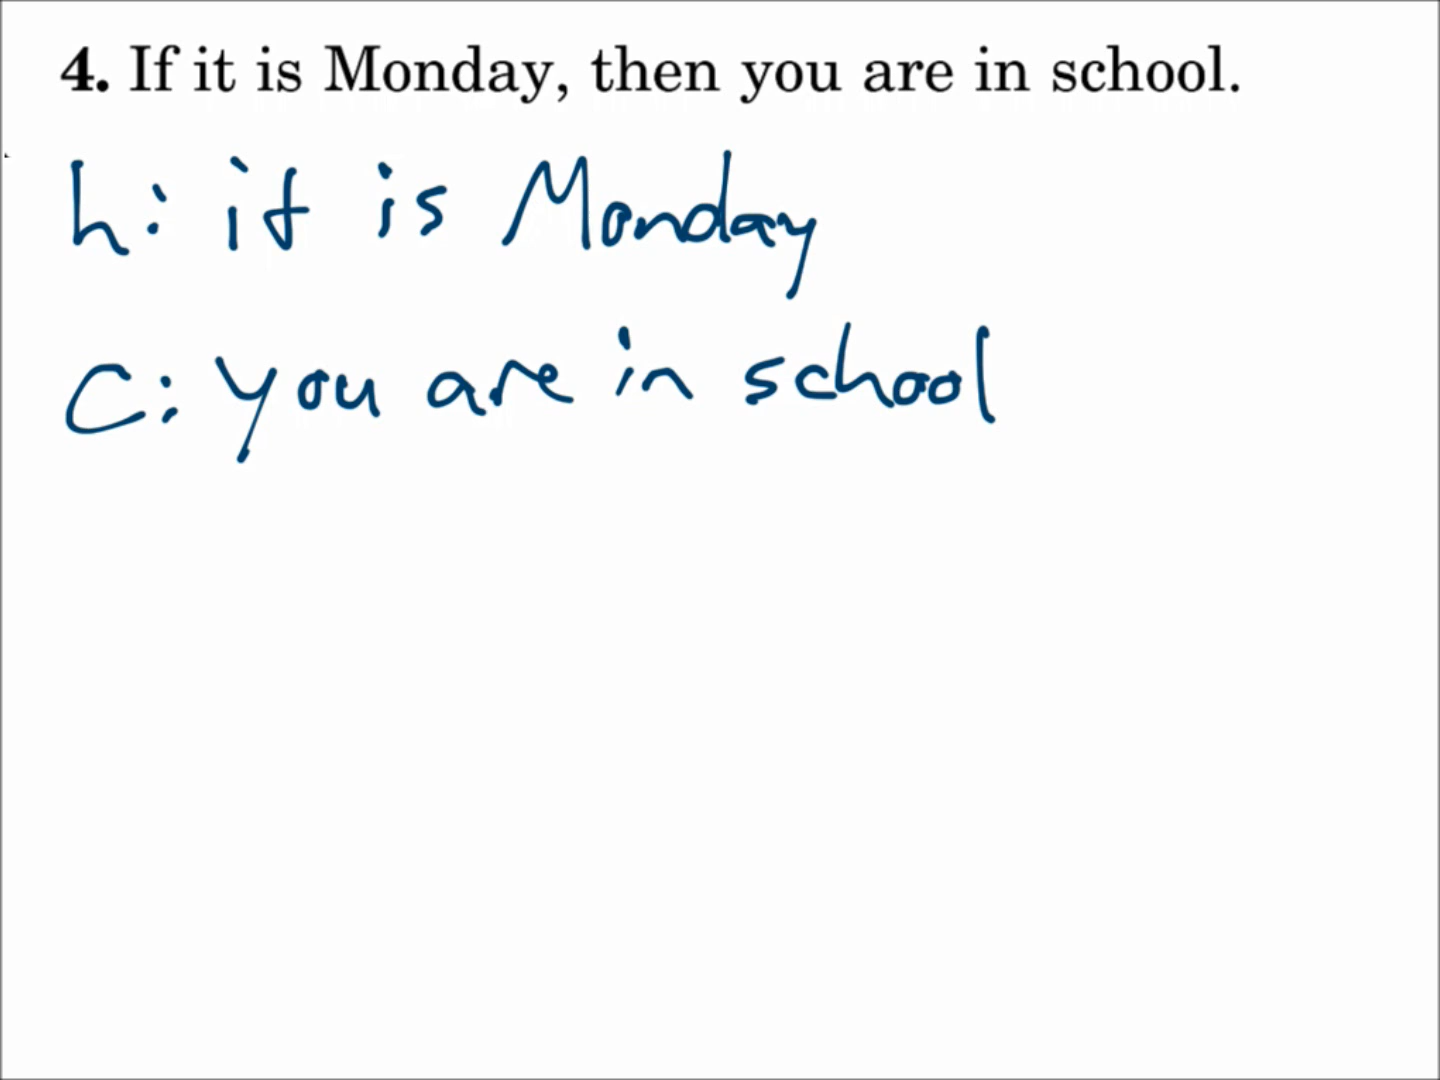 4. If it is Monday, then you are in school.
h: it is Monday
c: you are in school